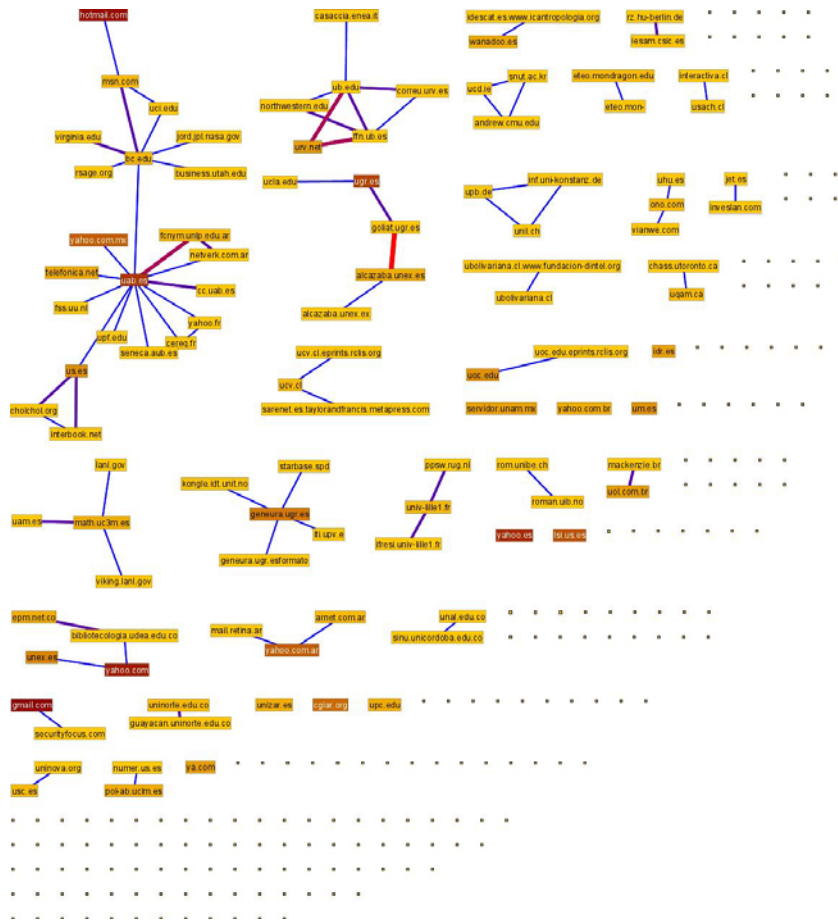 hotmail.com
casaccia.enea.it
idescat.es.www.icantropologia.org
rz.hu-berlin.de
wanadoo.es
iesam.csic.es
msn.com
uci.edu
ub.edu
correu.urv.es
northwestern.edu
ffn.ub.es
urv.net
snut.ac.kr
ucd.ie
andrew.cmu.edu
eteo.mondragon.edu
eteo.mon-
interactiva.cl
usach.cl
virginia.edu
jord.jpl.nasa.gov
bc.edu
rsage.org
business.utah.edu
ucla.edu
ugr.es
goliat.ugr.es
alcazaba.unex.es
alcazaba.unex.ex
inf.uni-konstanz.de
upb.de
unil.ch
uhu.es
ono.com
vianwe.com
jet.es
inveslan.com
yahoo.com.mx
fcnym.unlp.edu.ar
netverk.com.ar
telefonica.net
uab.es
cc.uab.es
fss.uu.nl
yahoo.fr
upf.edu
cereq.fr
seneca.aub.es
us.es
choichol.org
interbook.net
ubolivariana.cl.www.fundacion-dintel.org
ubolivariana.cl
chass.utoronto.ca
uqam.ca
ucv.cl.eprints.rclis.org
ucv.cl
sarenet.es.taylorandfrancis.metapress.com
uoc.edu.eprints.rclis.org
idr.es
uoc.edu
servidor.unam.mx
yahoo.com.br
um.es
lanl.gov
uam.es
math.uc3m.es
viking.lanl.gov
starbase.spd
kongle.idt.unit.no
geneura.ugr.es
fi.upv.e
geneura.ugr.esformato
ppsw.rug.nl
univ-lille1.fr
ifresi.univ-lille1.fr
rom.unibe.ch
roman.uib.no
mackenzie.br
uol.com.br
yahoo.es
lsi.us.es
epm.net.co
bibliotecologia.udea.edu.co
unex.es
yahoo.com
mail.retina.ar
arnet.com.ar
yahoo.com.ar
unal.edu.co
sinu.unicordoba.edu.co
gmail.com
securityfocus.com
uninorte.edu.co
guayacan.uninorte.edu.co
unizar.es
cgiar.org
upc.edu
uninova.org
usc.es
numer.us.es
pol-ab.uclm.es
ya.com